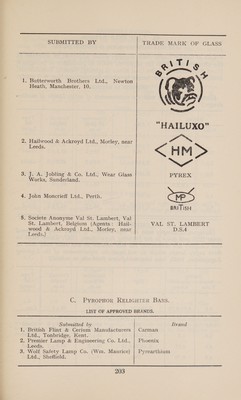 SUBMITTED BY
TRADE MARK OF GLASS
1. Butterworth Brothers Ltd., Newton
Heath, Manchester, 10.
BRITISH
"HAILUXO"
2. Hailwood & Ackroyd Ltd., Morley, near
Leeds.
HM
3. J. A. Jobling & Co. Ltd., Wear Glass
Works, Sunderland.
PYREX
4. John Moncrieff Ltd., Perth.
MP
BRITISH
5. Societe Anonyme Val St. Lambert, Val
St. Lambert, Belgium (Agents: Hail-
wood & Ackroyd Ltd., Morley, near
Leeds.)
VAL ST. LAMBERT
D.S.4
C. Pyrophor Relighter Bars.
LIST OF APPROVED BRANDS.
Submitted by
Brand
1. British Flint & Cerium Manufacturers
Ltd., Tonbridge, Kent.
2. Premier Lamp & Engineering Co. Ltd.,
Leeds.
Phoenix
3. Wolf Safety Lamp Co. (Wm. Maurice)
Ltd., Sheffield.
203